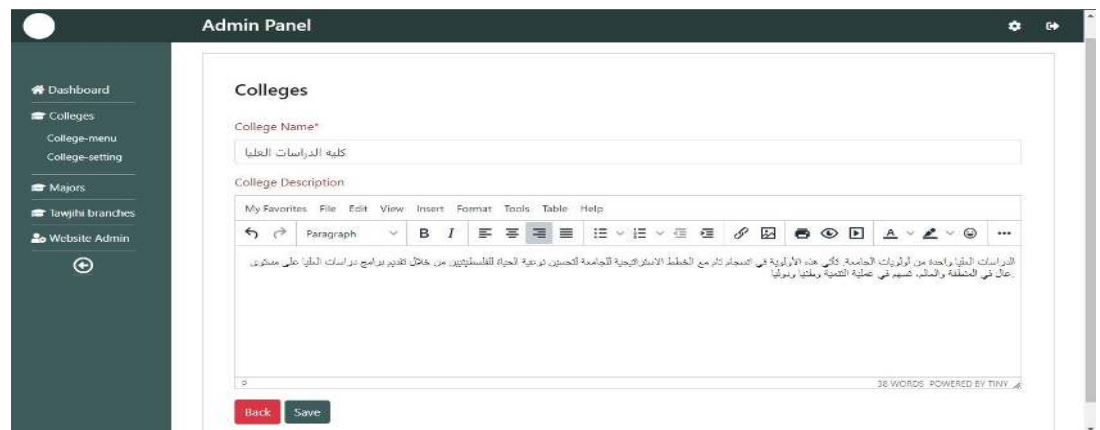 Admin Panel
Dashboard
Colleges
College-menu
College-setting
Majors
Tawjihi branches
Website Admin
Colleges
College Name*
كلية الدراسات العليا
College Description
My Favorites File Edit View Insert Format Tools Table Help
Paragraph B I A
الدراسات العليا واحدة من أولويات الجامعة. تأتي هذه الأولوية في انسجام تام مع الخطط الاستراتيجية للجامعة لتحسين نوعية الحياة للفلسطينيين من خلال تقديم برامج دراسات العليا على مستوى
عال في المنطقة والعالم، تسهم في عملية التنمية وطنيا ودوليا
P
38 WORDS POWERED BY TINY
Back Save